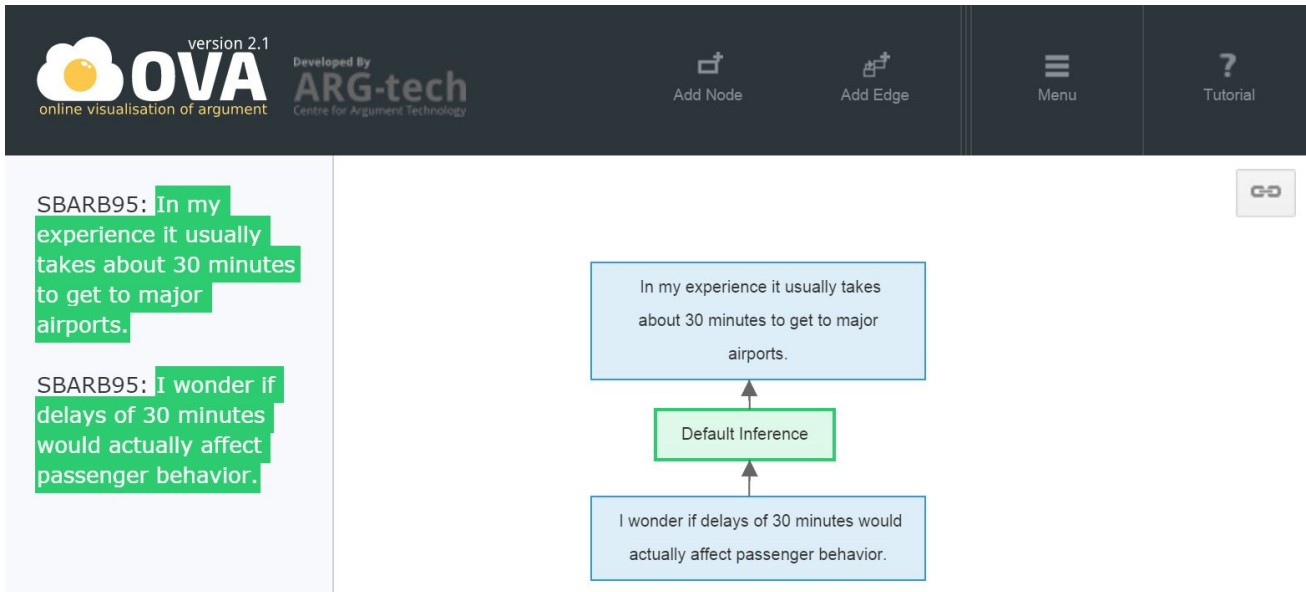 version 2.1
OVA
online visualisation of argument
Developed By
ARG-tech
Centre for Argument Technology
Add Node
Add Edge
Menu
?
Tutorial
SBARB95: In my
experience it usually
takes about 30 minutes
to get to major
airports.
SBARB95: I wonder if
delays of 30 minutes
would actually affect
passenger behavior.
In my experience it usually takes
about 30 minutes to get to major
airports.
Default Inference
I wonder if delays of 30 minutes would
actually affect passenger behavior.